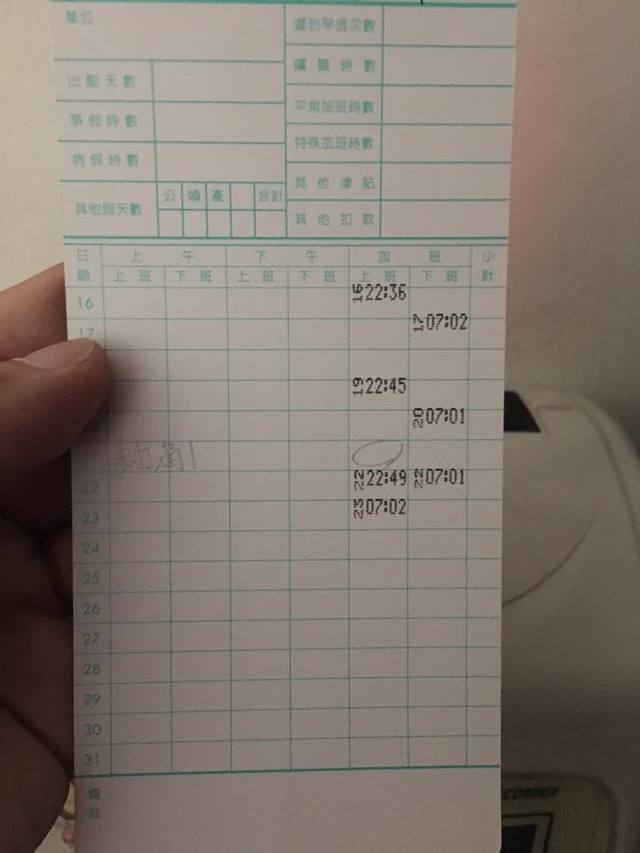 單位
遲到早退次數
曠職時數
出勤天數
平常加班時數
事假時數
特殊加班時數
病假時數
其他津貼
其他假天數 公 婚 產 合計
其他扣款
日期 上午 下午 加班 小計
上班 下班 上班 下班 上班 下班
16 16 22:36
17 17 07:02
19 22:45
20 07:01
22 22 22:49 22 07:01
23 23 07:02
24
25
26
27
28
29
30
31
備註
CORDER